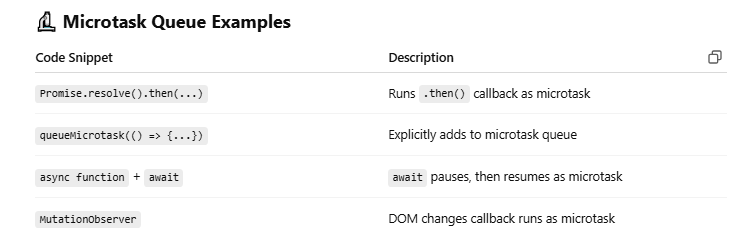 Microtask Queue Examples
Code Snippet Description
Promise.resolve().then(...) Runs .then() callback as microtask
queueMicrotask(() => {...}) Explicitly adds to microtask queue
async function + await await pauses, then resumes as microtask
MutationObserver DOM changes callback runs as microtask